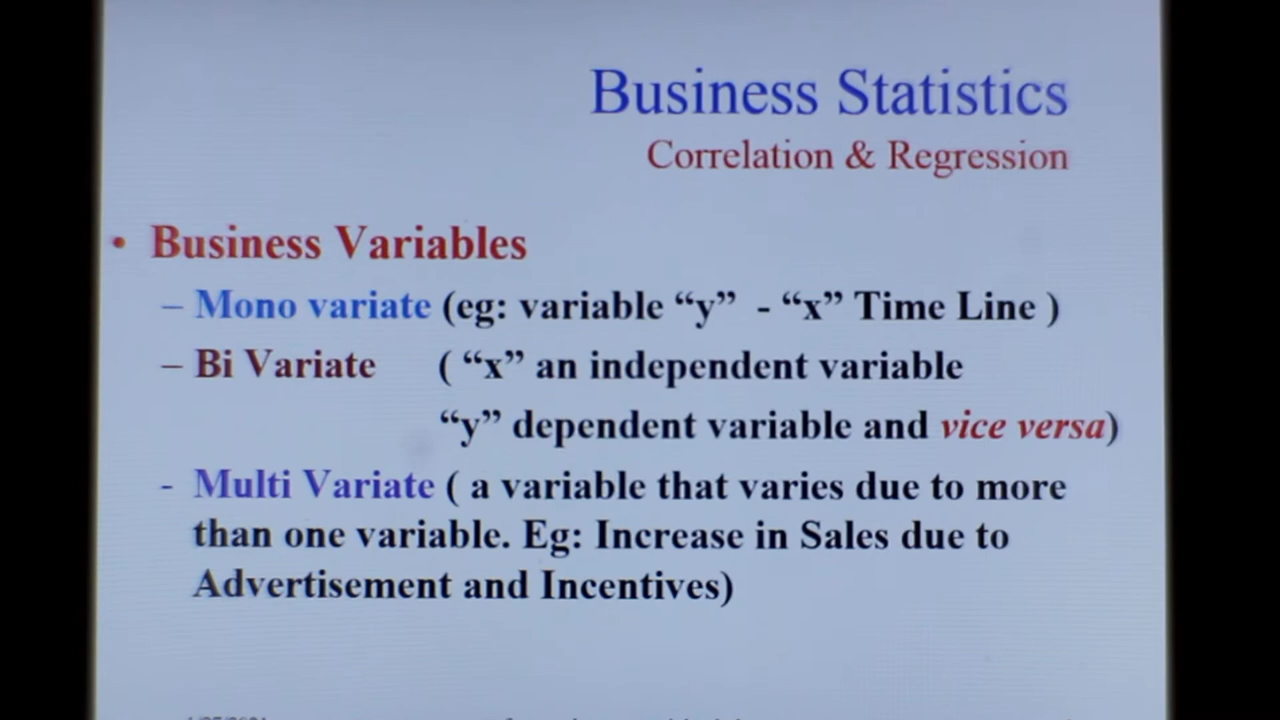 Business Statistics
Correlation & Regression
• Business Variables
– Mono variate (eg: variable “y” - “x” Time Line )
– Bi Variate ( “x” an independent variable
“y” dependent variable and vice versa)
- Multi Variate ( a variable that varies due to more
than one variable. Eg: Increase in Sales due to
Advertisement and Incentives)